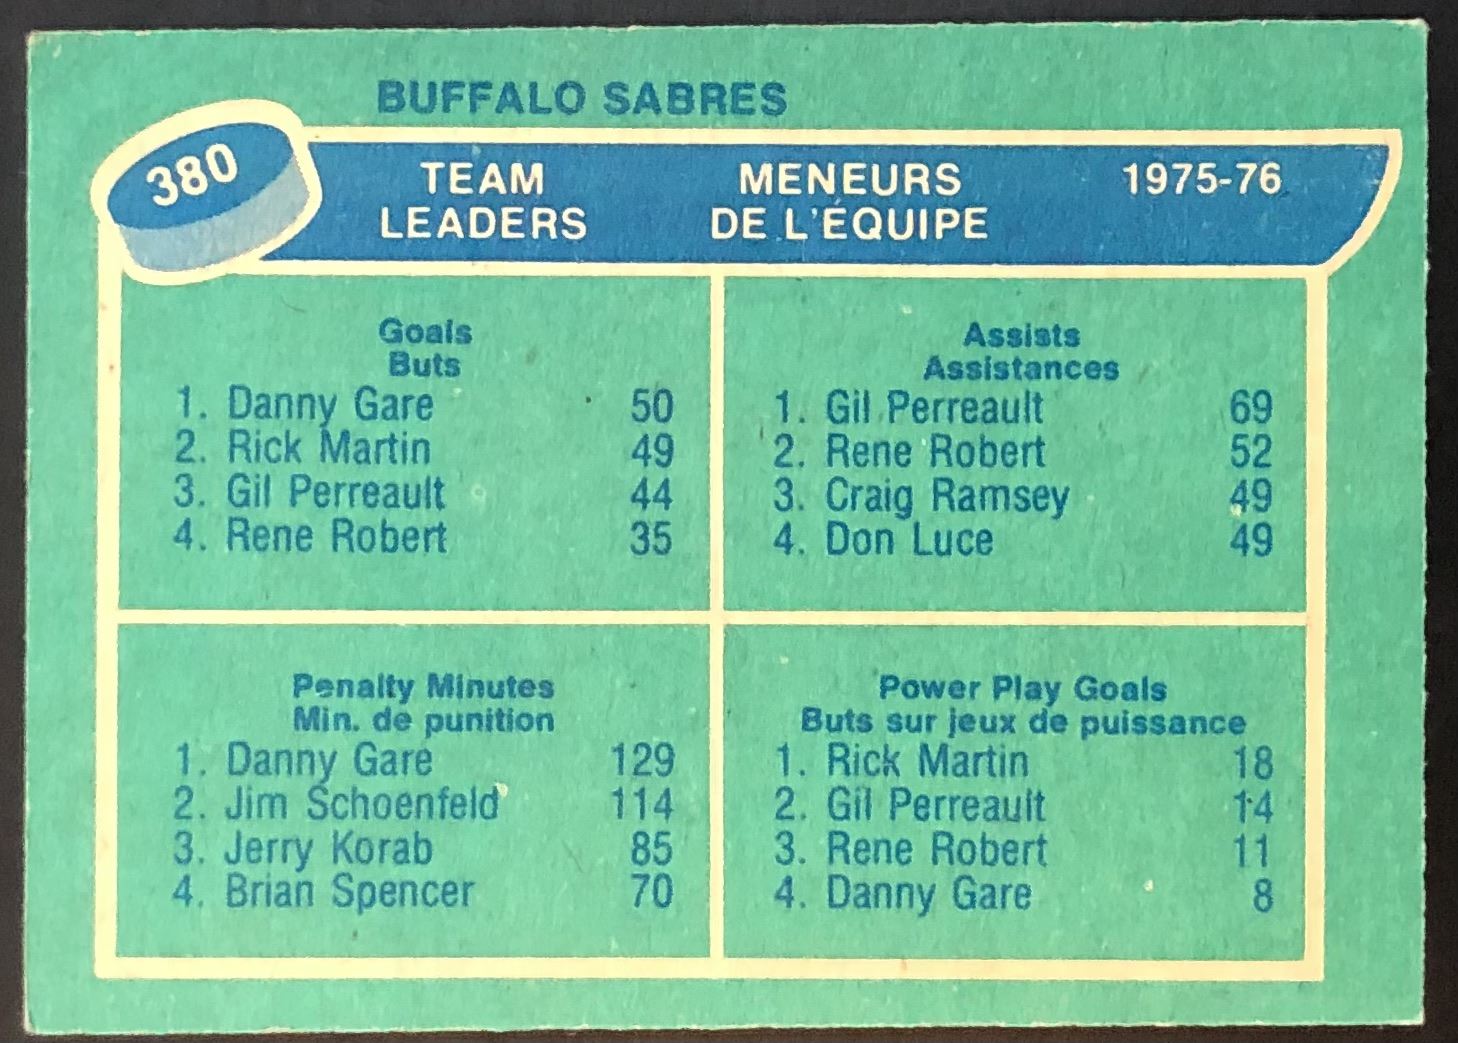 BUFFALO SABRES
380
TEAM LEADERS
MENEURS DE L'ÉQUIPE
1975-76
Goals
Buts
1. Danny Gare 50
2. Rick Martin 49
3. Gil Perreault 44
4. Rene Robert 35
Assists
Assistances
1. Gil Perreault 69
2. Rene Robert 52
3. Craig Ramsey 49
4. Don Luce 49
Penalty Minutes
Min. de punition
1. Danny Gare 129
2. Jim Schoenfeld 114
3. Jerry Korab 85
4. Brian Spencer 70
Power Play Goals
Buts sur jeux de puissance
1. Rick Martin 18
2. Gil Perreault 14
3. Rene Robert 11
4. Danny Gare 8